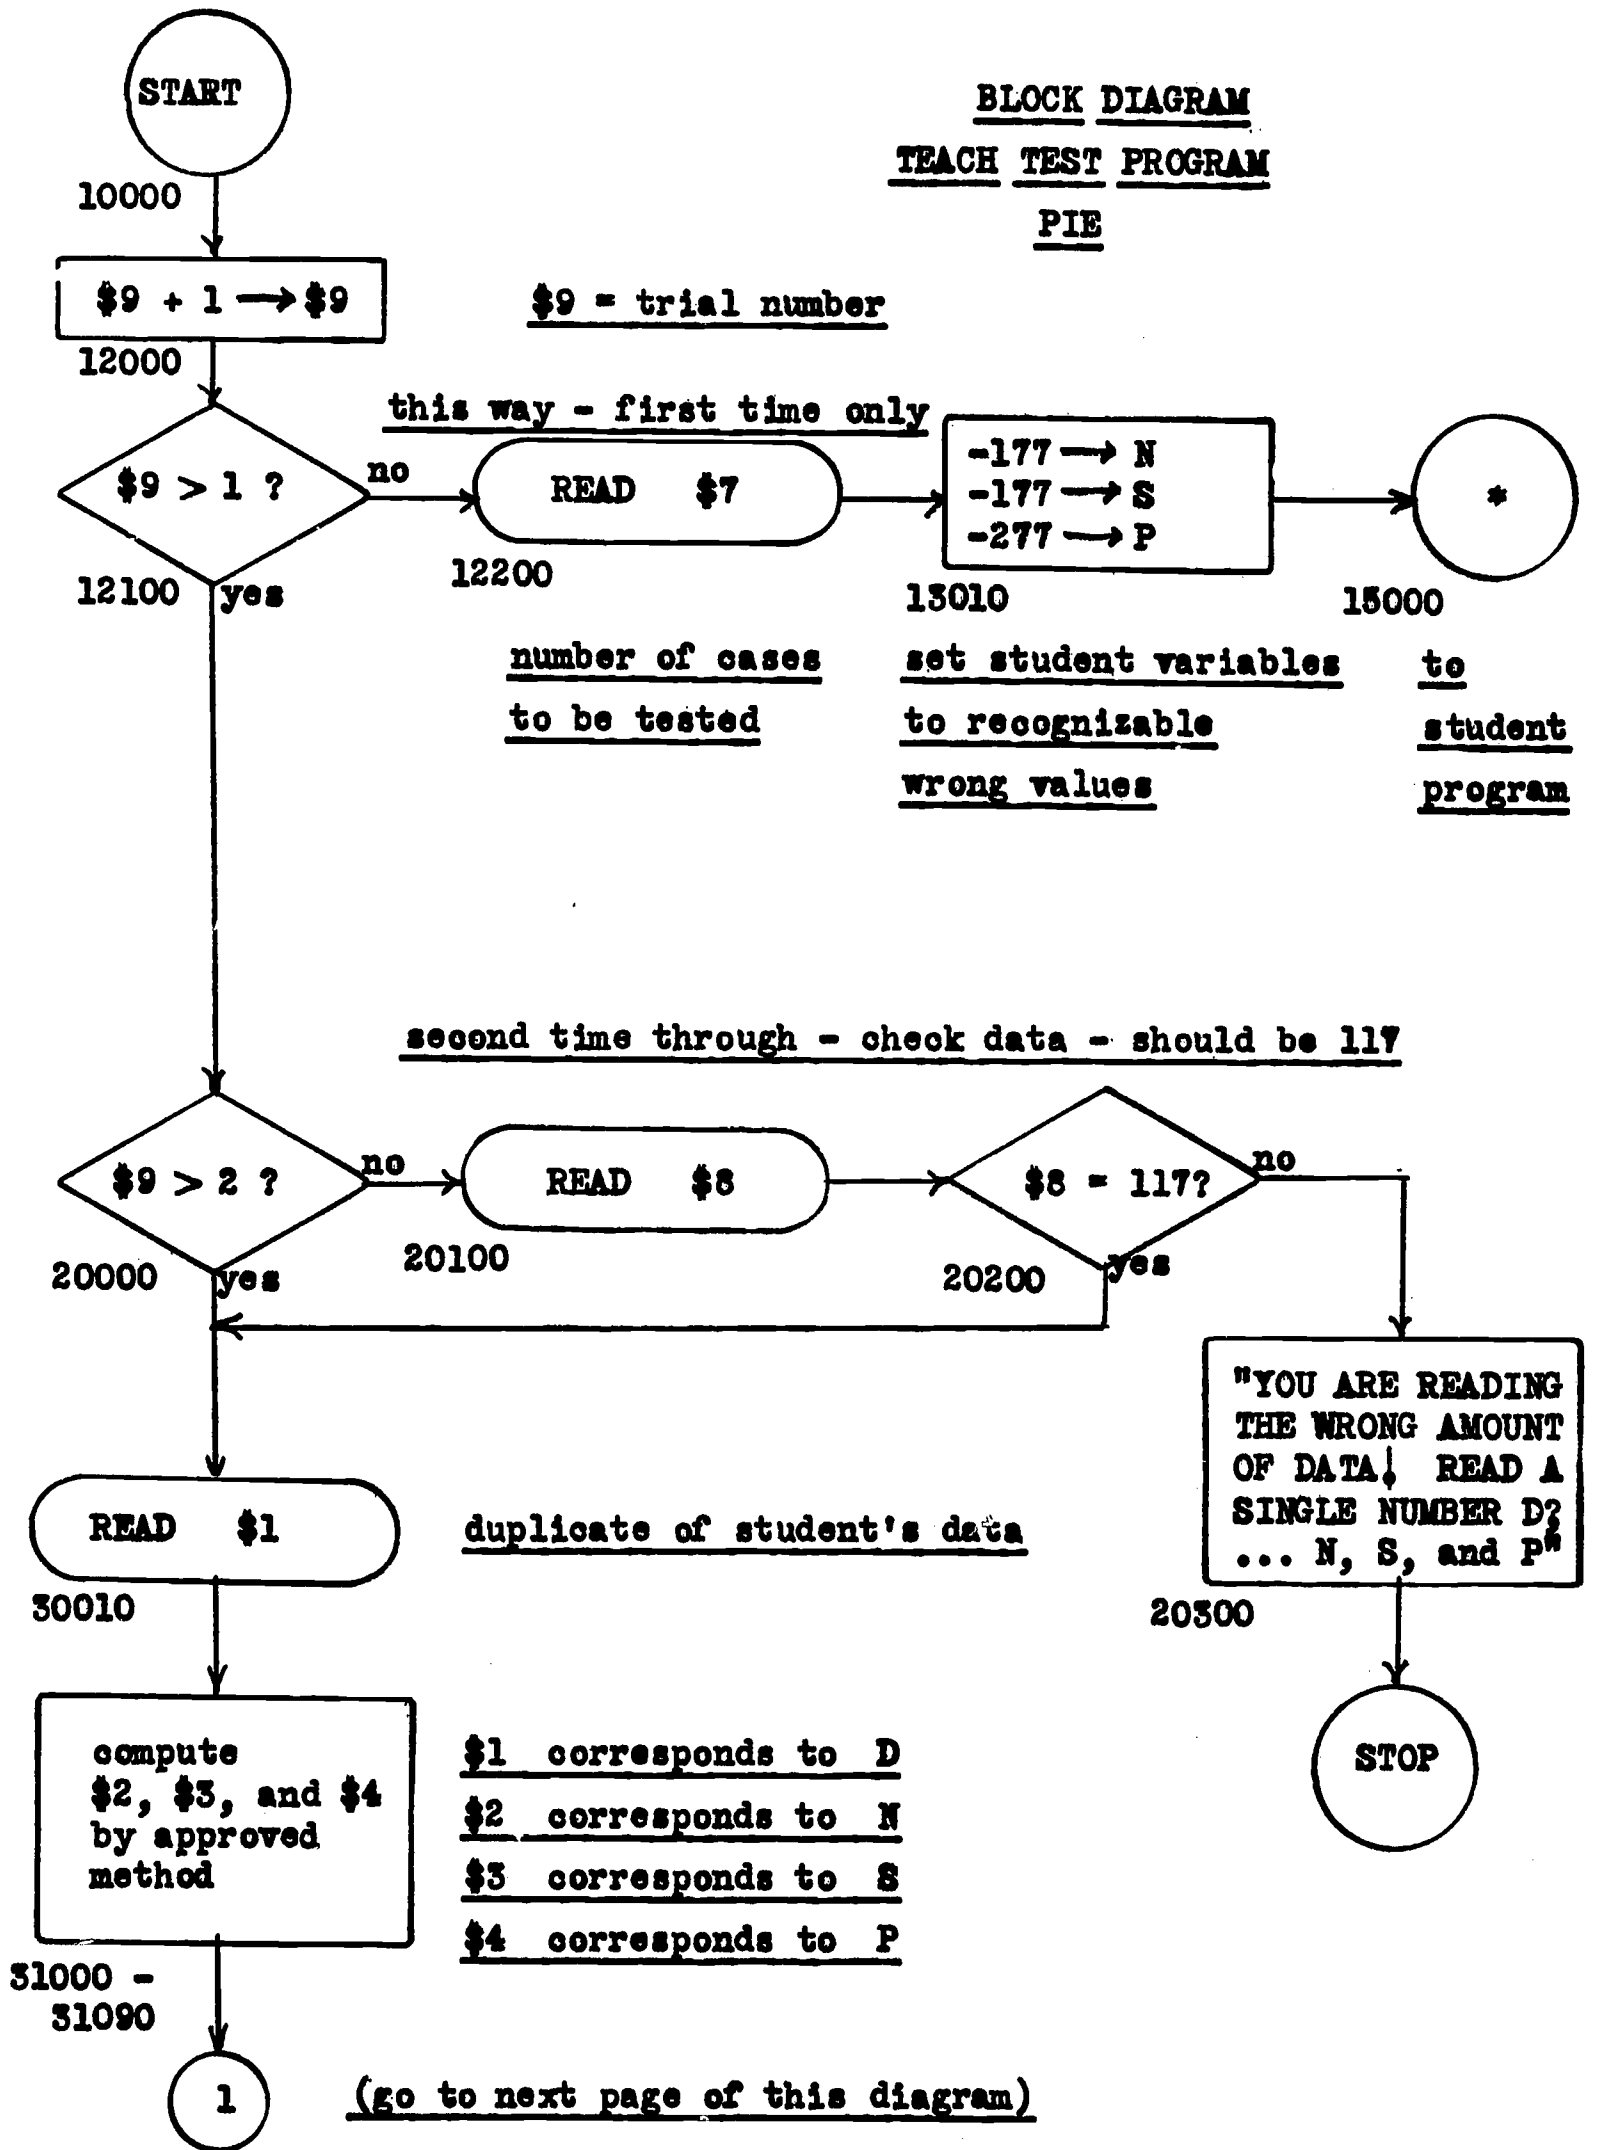 START
BLOCK DIAGRAM
TEACH TEST PROGRAM
PIE
10000
$9 + 1 → $9
$9 = trial number
12000
this way - first time only
$9 > 1 ?
no
READ $7
-177 → N
-177 → S
-277 → P
*
12100
yes
12200
13010
15000
number of cases
to be tested
set student variables
to recognizable
wrong values
to
student
program
second time through - check data - should be 117
$9 > 2 ?
no
READ $8
$8 = 117?
no
20000
yes
20100
20200
yes
"YOU ARE READING
THE WRONG AMOUNT
OF DATA! READ A
SINGLE NUMBER D?
... N, S, and P"
READ $1
duplicate of student's data
30010
20300
compute
$2, $3, and $4
by approved
method
$1 corresponds to D
$2 corresponds to N
$3 corresponds to S
$4 corresponds to P
STOP
31000 -
31090
1
(go to next page of this diagram)